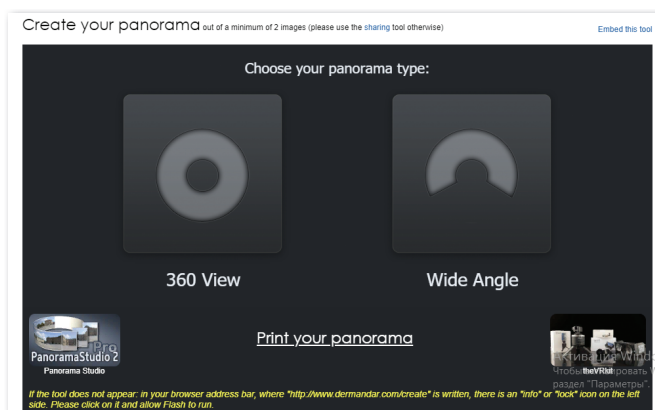 Create your panorama out of a minimum of 2 images (please use the sharing tool otherwise) Embed this tool
Choose your panorama type:
360 View Wide Angle
PanoramaStudio 2 Pro
Panorama Studio
Print your panorama
theVRkit
Активация Wind
Чтобы ировать W
раздел "Параметры".
If the tool does not appear: in your browser address bar, where "http://www.dermandar.com/create" is written, there is an "info" or "lock" icon on the left
side. Please click on it and allow Flash to run.